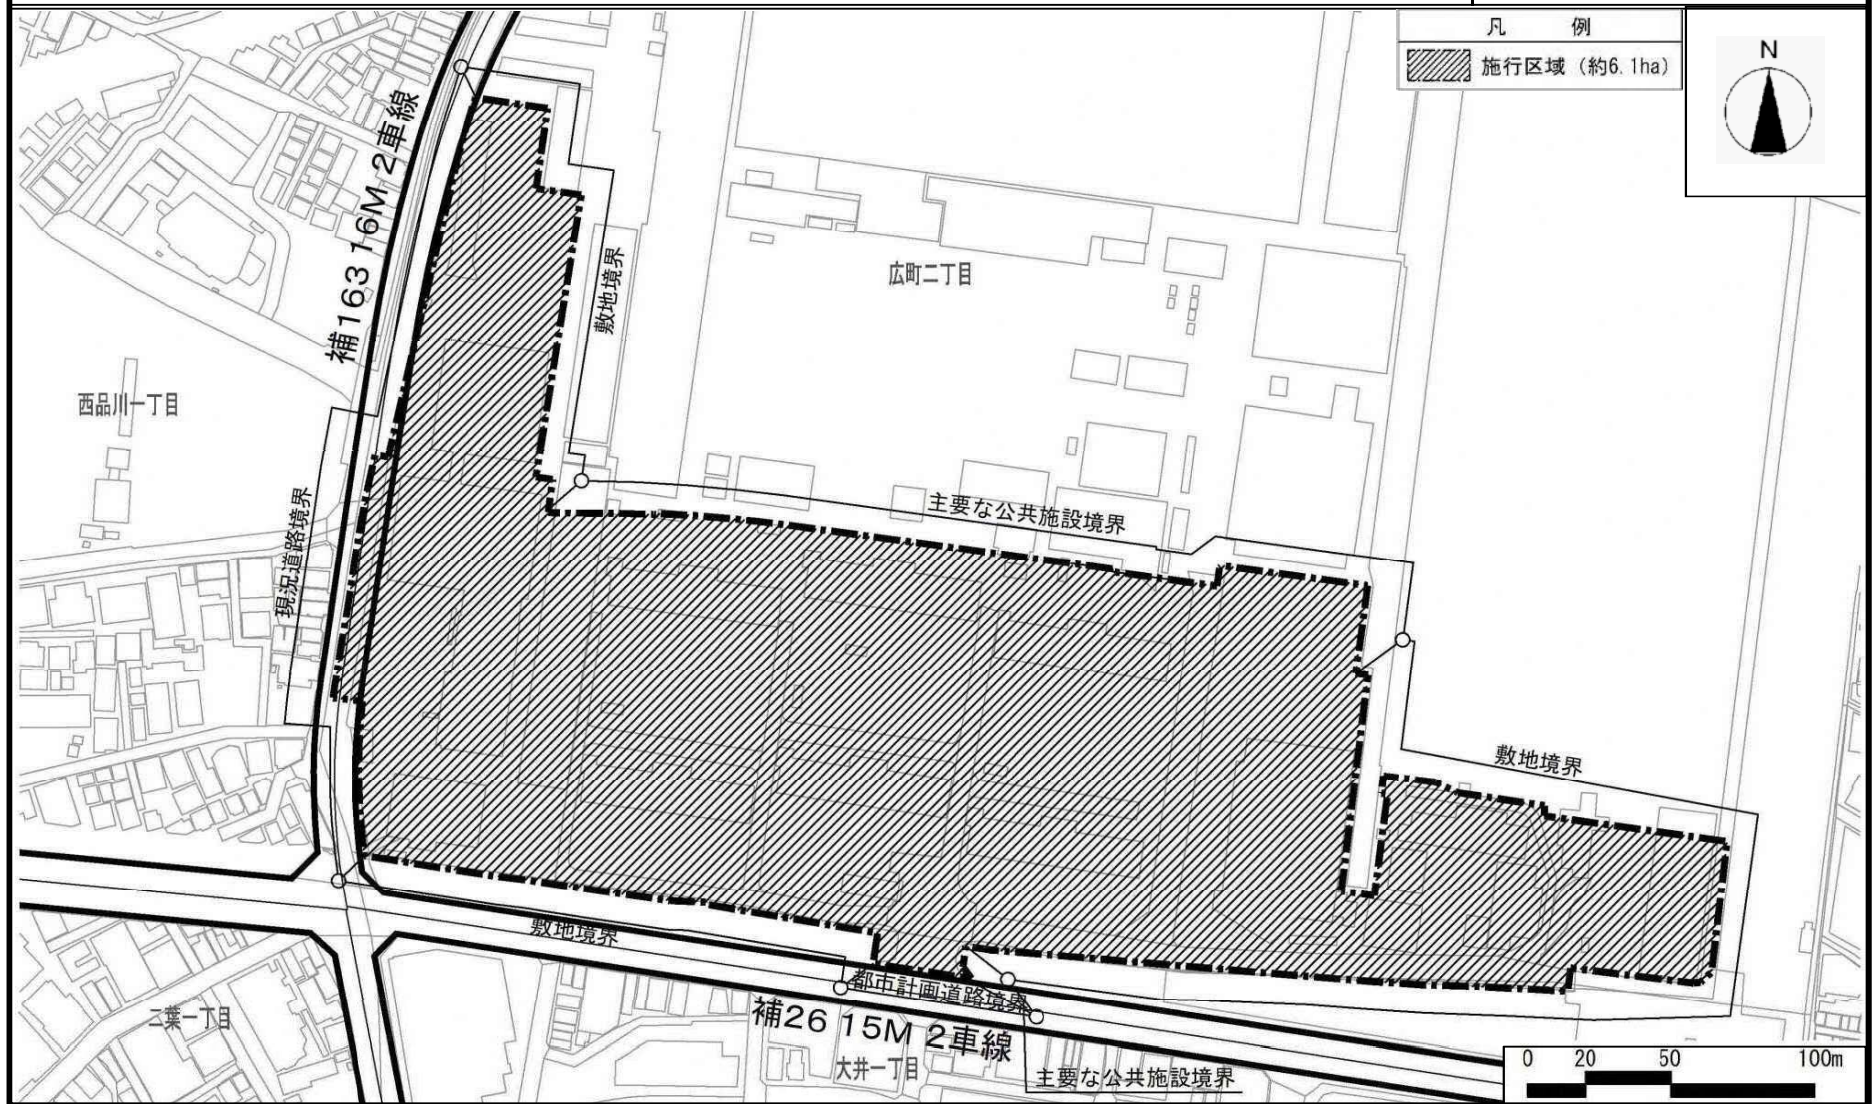 凡 例
施行区域 (約6.1ha)
N
補163 16M 2車線
敷地境界
広町二丁目
西品川一丁目
主要な公共施設境界
現況道路境界
敷地境界
敷地境界
都市計画道路境界
補26 15M 2車線
二葉一丁目
大井一丁目
主要な公共施設境界
0 20 50 100m